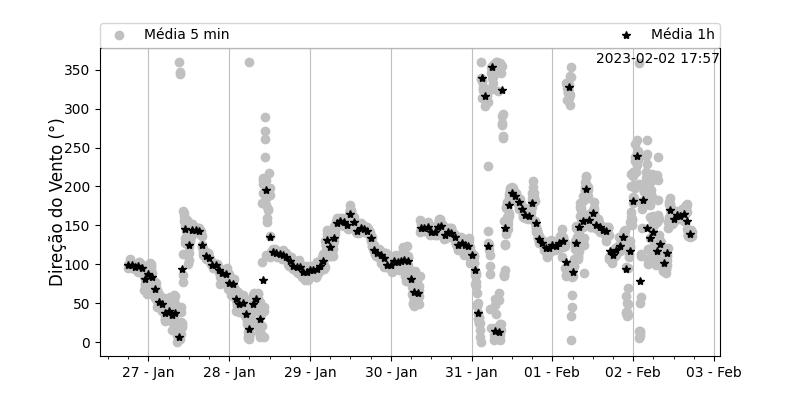 Média 5 min
Média 1h
2023-02-02 17:57
Direção do Vento (°)
350
300
250
200
150
100
50
0
27 - Jan
28 - Jan
29 - Jan
30 - Jan
31 - Jan
01 - Feb
02 - Feb
03 - Feb